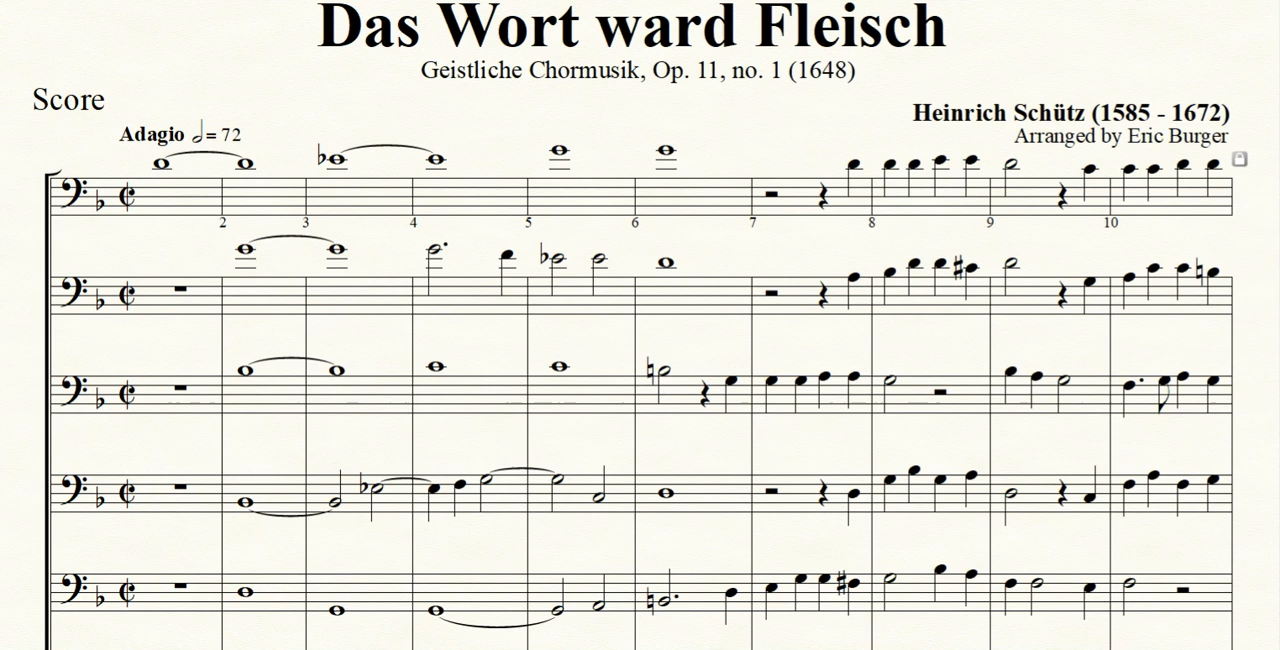 Das Wort ward Fleisch
Geistliche Chormusik, Op. 11, no. 1 (1648)
Score
Heinrich Schütz (1585 - 1672)
Adagio 𝅗𝅥 = 72
Arranged by Eric Burger
2 3 4 5 6 7 8 9 10